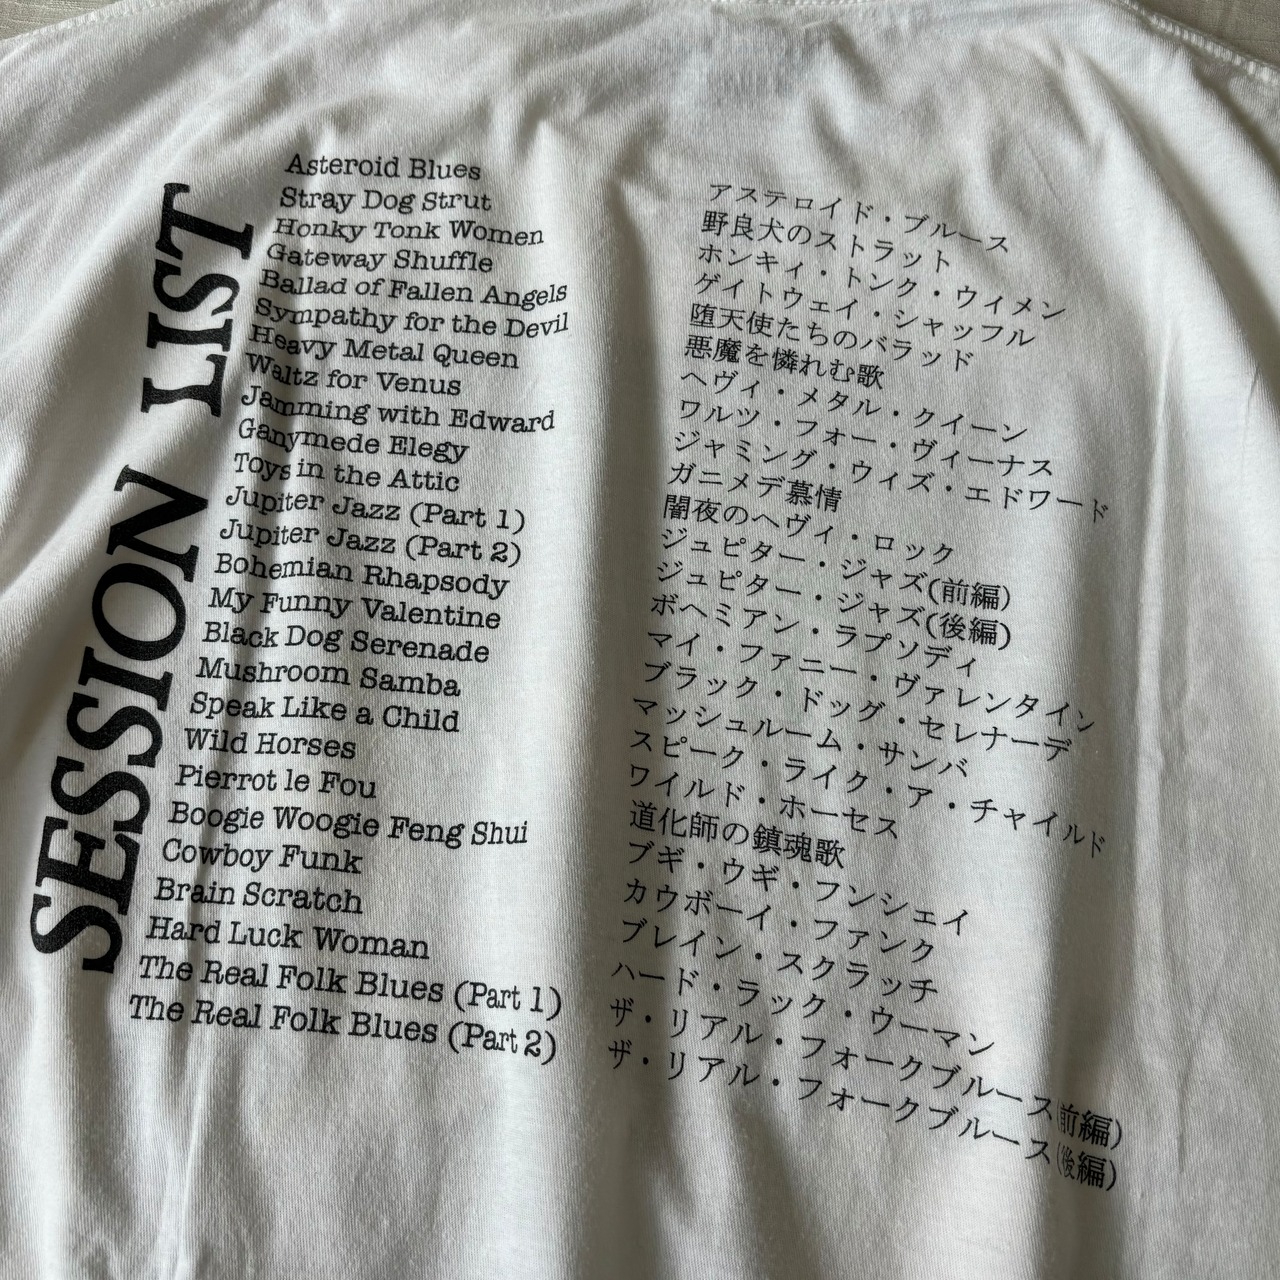 SESSION LIST
Asteroid Blues
Stray Dog Strut
Honky Tonk Women
Gateway Shuffle
Ballad of Fallen Angels
Sympathy for the Devil
Heavy Metal Queen
Waltz for Venus
Jamming with Edward
Ganymede Elegy
Toys in the Attic
Jupiter Jazz (Part 1)
Jupiter Jazz (Part 2)
Bohemian Rhapsody
My Funny Valentine
Black Dog Serenade
Mushroom Samba
Speak Like a Child
Wild Horses
Pierrot le Fou
Boogie Woogie Feng Shui
Cowboy Funk
Brain Scratch
Hard Luck Woman
The Real Folk Blues (Part 1)
The Real Folk Blues (Part 2)
アステロイド・ブルース
野良犬のストラット
ホンキィ・トンク・ウィメン
ゲイトウェイ・シャッフル
堕天使たちのバラッド
悪魔を憐れむ歌
ヘヴィ・メタル・クイーン
ワルツ・フォー・ヴィーナス
ジャミング・ウィズ・エドワード
ガニメデ慕情
闇夜のヘヴィ・ロック
ジュピター・ジャズ(前編)
ジュピター・ジャズ(後編)
ボヘミアン・ラプソディ
マイ・ファニー・ヴァレンタイン
ブラック・ドッグ・セレナーデ
マッシュルーム・サンバ
スピーク・ライク・ア・チャイルド
ワイルド・ホーセス
道化師の鎮魂歌
ブギ・ウギ・フンシェイ
カウボーイ・ファンク
ブレイン・スクラッチ
ハード・ラック・ウーマン
ザ・リアル・フォークブルース(前編)
ザ・リアル・フォークブルース(後編)